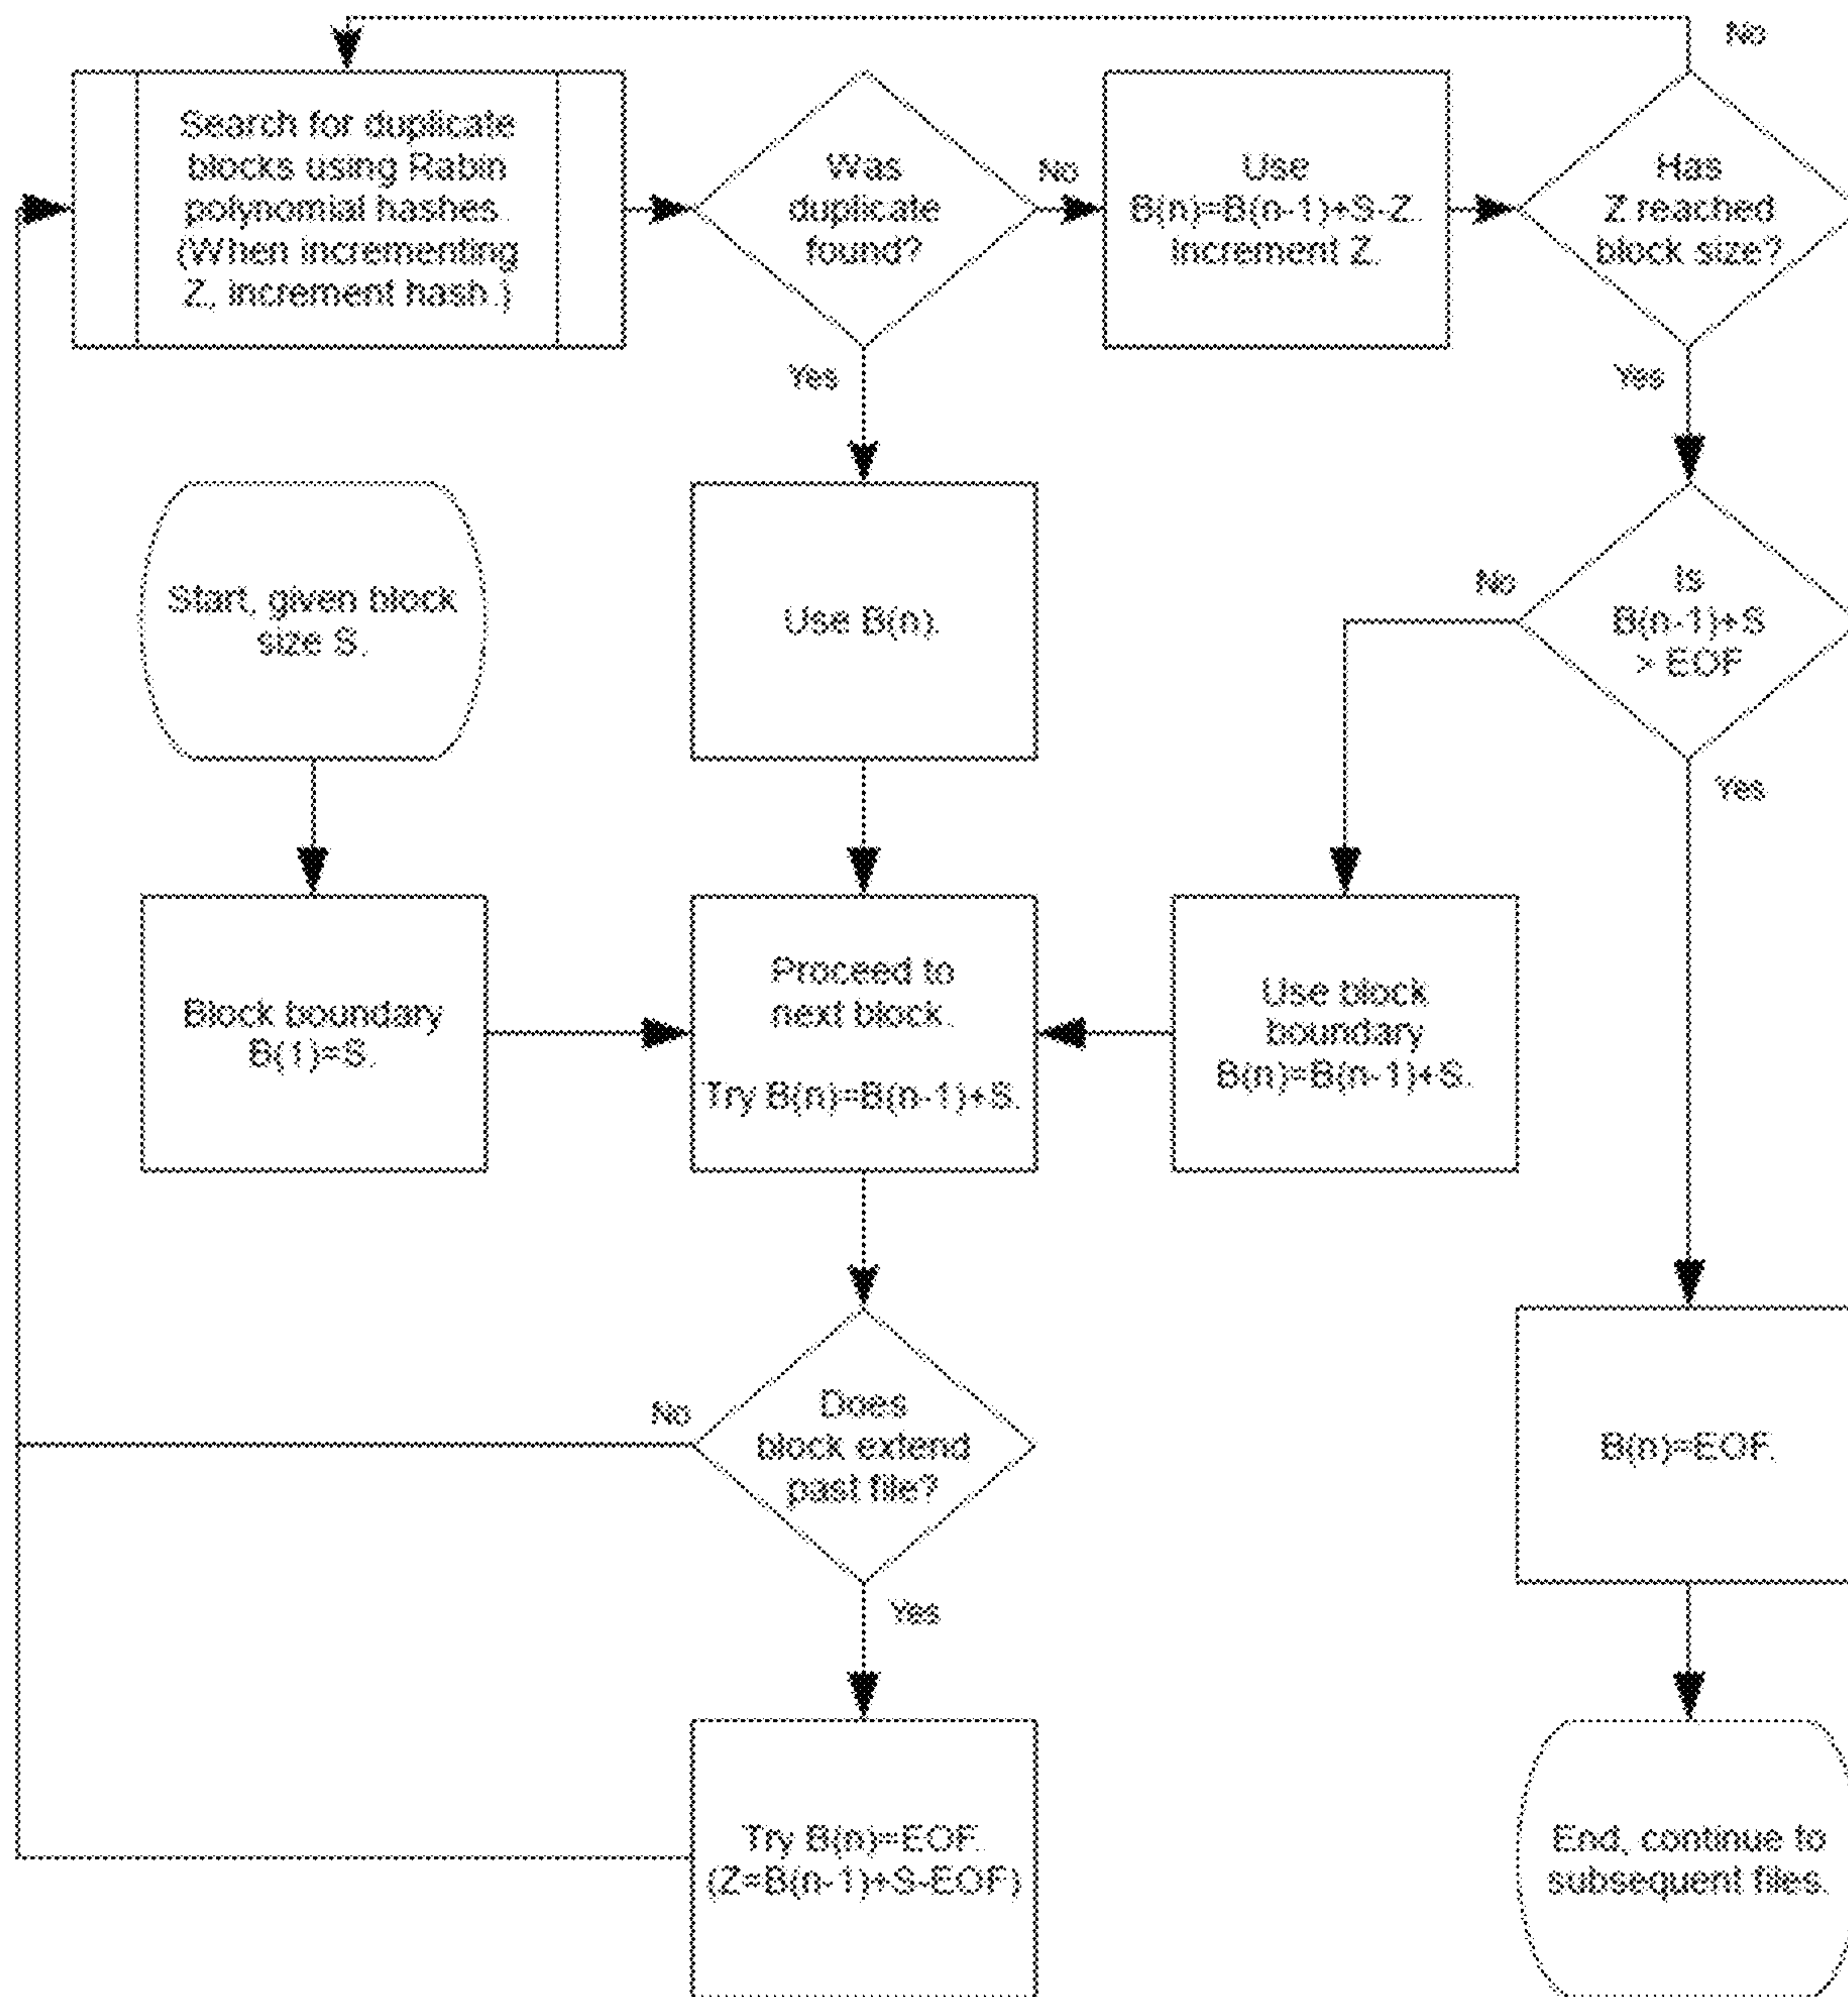 No
Search for duplicate
blocks using Rabin
polynomial hashes.
(When incrementing
Z, increment hash.)
Was
duplicate
found?
No
Use
B(n)=B(n-1)+S-Z.
Increment Z.
Has
Z reached
block size?
Yes
Yes
Start, given block
size S.
Use B(n).
No
Is
B(n-1)+S
> EOF
Yes
Block boundary
B(1)=S.
Proceed to
next block.
Try B(n)=B(n-1)+S.
Use block
boundary
B(n)=B(n-1)+S.
No
Does
block extend
past file?
Yes
B(n)=EOF.
Try B(n)=EOF.
(Z=B(n-1)+S-EOF)
End, continue to
subsequent files.